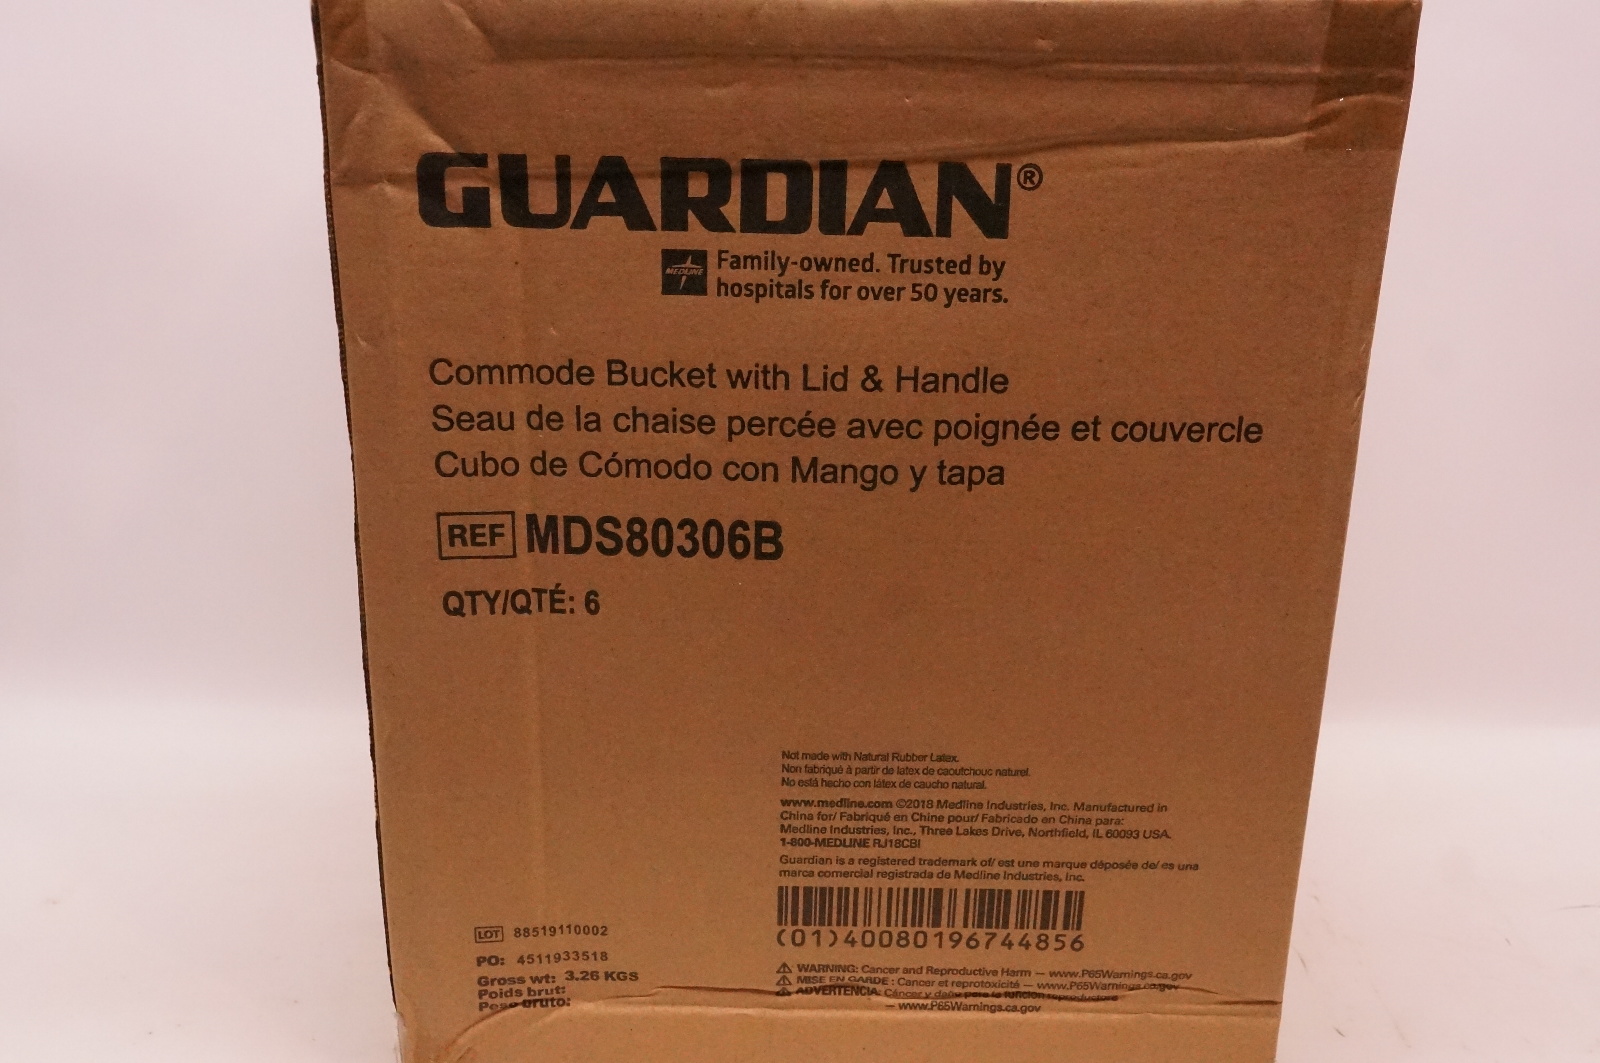 GUARDIAN®
MEDLINE
Family-owned. Trusted by
hospitals for over 50 years.
Commode Bucket with Lid & Handle
Seau de la chaise percée avec poignée et couvercle
Cubo de Cómodo con Mango y tapa
REF MDS80306B
QTY/QTÉ: 6
Not made with Natural Rubber Latex.
Non fabriqué à partir de latex de caoutchouc naturel.
No está hecho con látex de caucho natural.
www.medline.com ©2018 Medline Industries, Inc. Manufactured in
China for/ Fabriqué en Chine pour/ Fabricado en China para:
Medline Industries, Inc., Three Lakes Drive, Northfield, IL 60093 USA.
1-800-MEDLINE RJ18CBI
Guardian is a registered trademark of/ est une marque déposée de/ es una
marca comercial registrada de Medline Industries, Inc.
(01)40080196744856
LOT 88519110002
PO: 4511933518
Gross wt: 3.26 KGS
Poids brut:
Peso bruto:
⚠ WARNING: Cancer and Reproductive Harm – www.P65Warnings.ca.gov
⚠ MISE EN GARDE : Cancer et reprotoxicité – www.P65Warnings.ca.gov
⚠ ADVERTENCIA: Cáncer y daño para la función reproductora
– www.P65Warnings.ca.gov